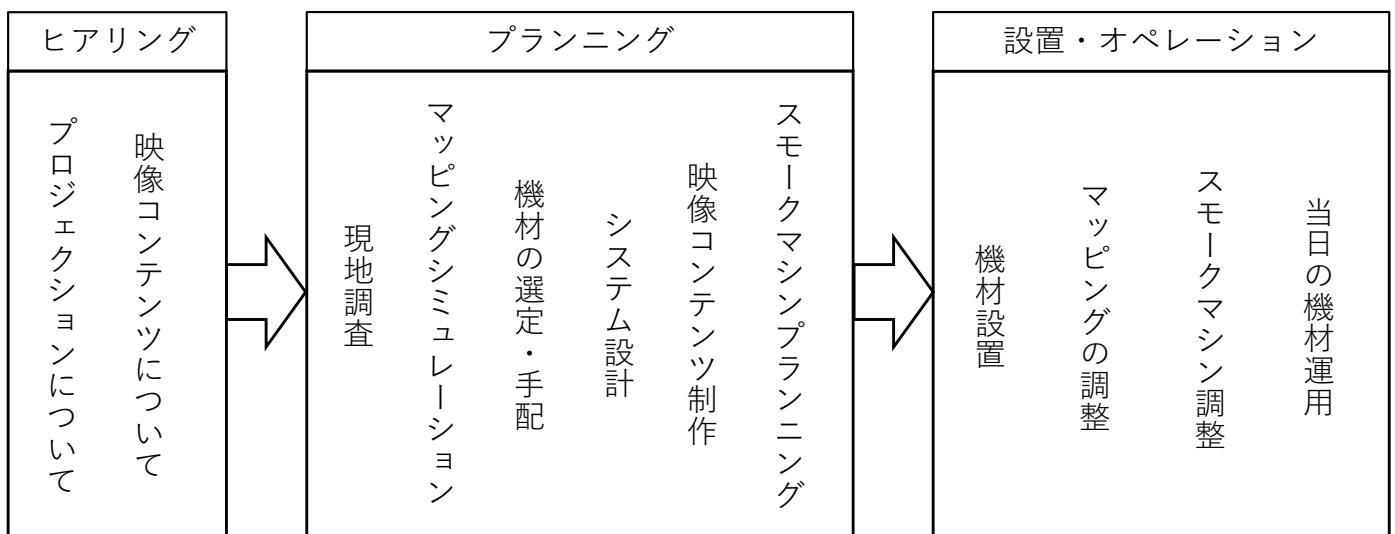 ヒアリング
プロジェクションについて
映像コンテンツについて
プランニング
現地調査
マッピングシミュレーション
機材の選定・手配
システム設計
映像コンテンツ制作
スモークマシンプランニング
設置・オペレーション
機材設置
マッピングの調整
スモークマシン調整
当日の機材運用